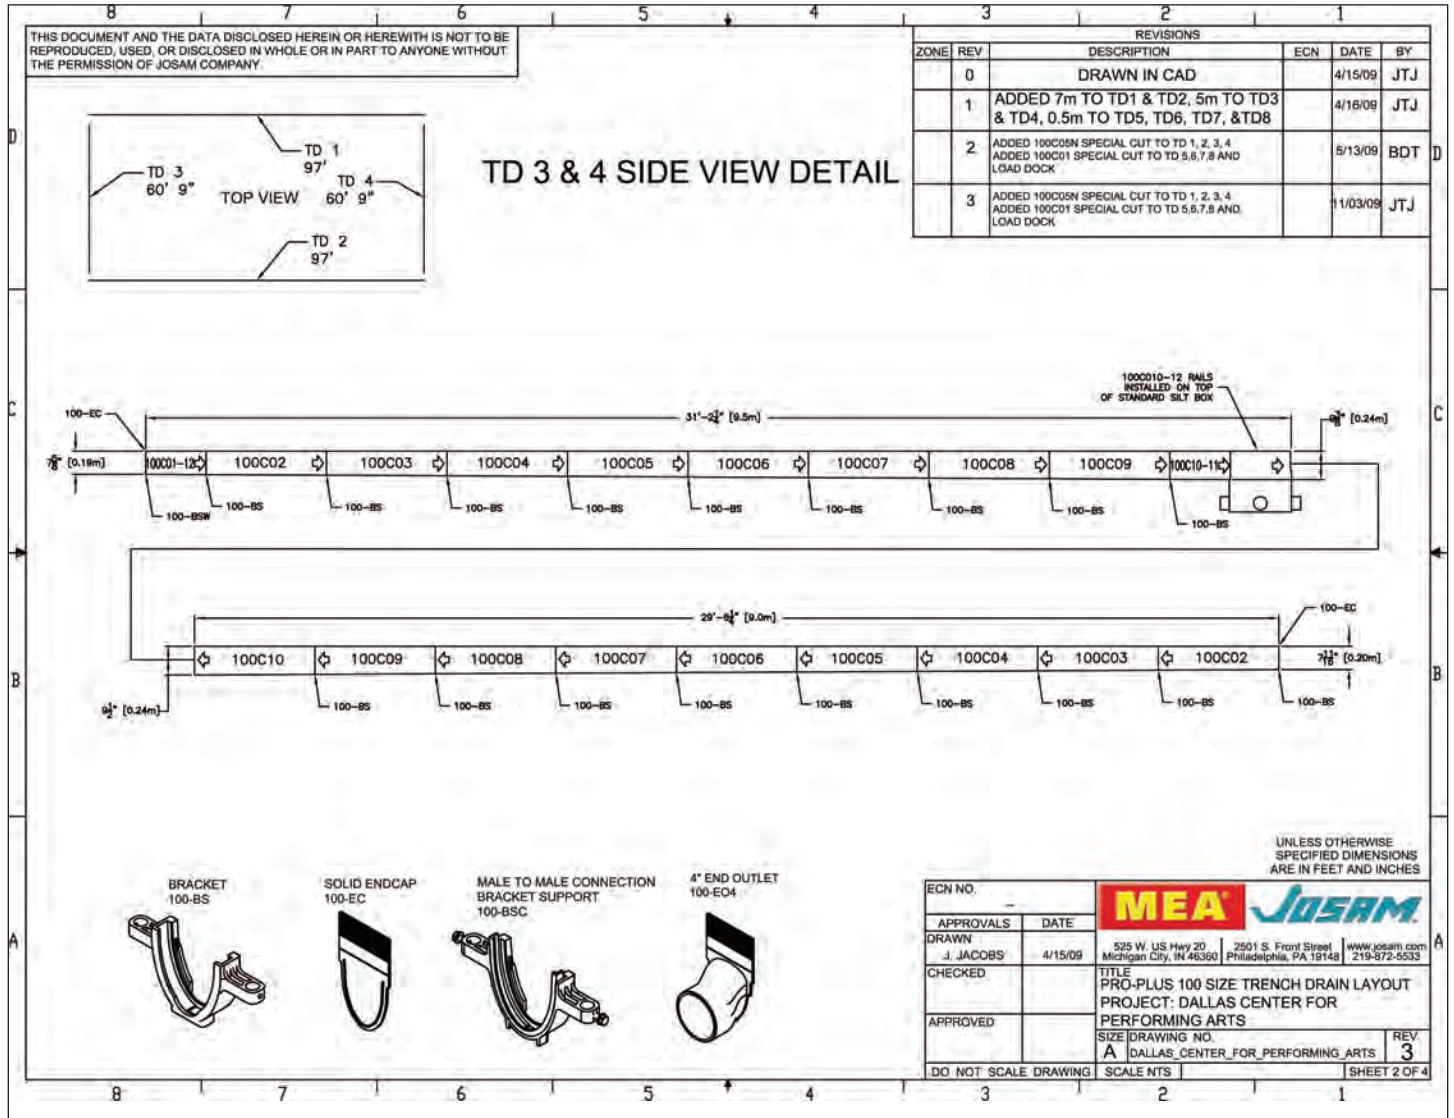 8 7 6 5 4 3 2 1
THIS DOCUMENT AND THE DATA DISCLOSED HEREIN OR HEREWITH IS NOT TO BE
REPRODUCED, USED, OR DISCLOSED IN WHOLE OR IN PART TO ANYONE WITHOUT
THE PERMISSION OF JOSAM COMPANY.
REVISIONS
ZONE REV DESCRIPTION ECN DATE BY
0 DRAWN IN CAD 4/15/09 JTJ
1 ADDED 7m TO TD1 & TD2, 5m TO TD3
& TD4, 0.5m TO TD5, TD6, TD7, &TD8
4/16/09 JTJ
2 ADDED 100C05N SPECIAL CUT TO TD 1, 2, 3, 4
ADDED 100C01 SPECIAL CUT TO TD 5,6,7,8 AND
LOAD DOCK
5/13/09 BDT
3 ADDED 100C05N SPECIAL CUT TO TD 1, 2, 3, 4
ADDED 100C01 SPECIAL CUT TO TD 5,6,7,8 AND
LOAD DOCK
11/03/09 JTJ
D
D
TD 1
97'
TD 3
60' 9"
TOP VIEW
TD 4
60' 9"
TD 2
97'
TD 3 & 4 SIDE VIEW DETAIL
C
C
100C010-12 RAILS
INSTALLED ON TOP
OF STANDARD SILT BOX
100-EC
[9.5m]
[0.24m]
[0.19m]
100C01-12 100C02 100C03 100C04 100C05 100C06 100C07 100C08 100C09 100C10-11
100-BSW 100-BS 100-BS 100-BS 100-BS 100-BS 100-BS 100-BS 100-BS 100-BS
[9.0m]
100-EC
100C10 100C09 100C08 100C07 100C06 100C05 100C04 100C03 100C02
[0.20m]
B
B
[0.24m]
100-BS 100-BS 100-BS 100-BS 100-BS 100-BS 100-BS 100-BS 100-BS
UNLESS OTHERWISE
SPECIFIED DIMENSIONS
ARE IN FEET AND INCHES
BRACKET
100-BS
SOLID ENDCAP
100-EC
MALE TO MALE CONNECTION
BRACKET SUPPORT
100-BSC
4" END OUTLET
100-EO4
A
A
ECN NO.
–
APPROVALS DATE
DRAWN
J. JACOBS 4/15/09
CHECKED
APPROVED
DO NOT SCALE DRAWING
MEA JOSAM
525 W. US Hwy 20
Michigan City, IN 46360
2501 S. Front Street
Philadelphia, PA 19148
www.josam.com
219-872-5533
TITLE
PRO-PLUS 100 SIZE TRENCH DRAIN LAYOUT
PROJECT: DALLAS CENTER FOR
PERFORMING ARTS
SIZE
A
DRAWING NO.
DALLAS_CENTER_FOR_PERFORMING_ARTS
REV
3
SCALE NTS
SHEET 2 OF 4
8 7 6 5 4 3 2 1